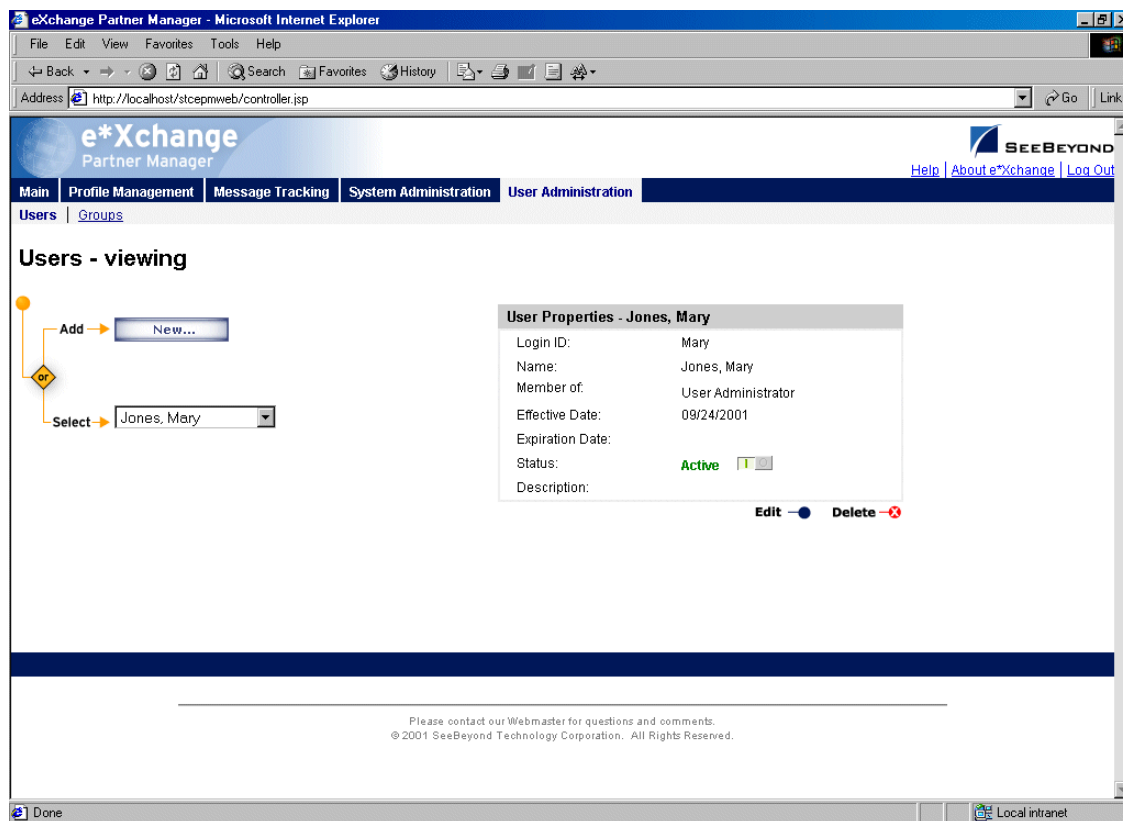 eXchange Partner Manager - Microsoft Internet Explorer
File Edit View Favorites Tools Help
Back Search Favorites History
Address http://localhost/stcepmweb/controller.jsp Go Link
e*Xchange
Partner Manager
SEEBEYOND
Help | About e*Xchange | Log Out
Main Profile Management Message Tracking System Administration User Administration
Users | Groups
Users - viewing
Add New...
or
Select Jones, Mary
User Properties - Jones, Mary
Login ID: Mary
Name: Jones, Mary
Member of: User Administrator
Effective Date: 09/24/2001
Expiration Date:
Status: Active
Description:
Edit Delete
Please contact our Webmaster for questions and comments.
© 2001 SeeBeyond Technology Corporation. All Rights Reserved.
Done Local intranet